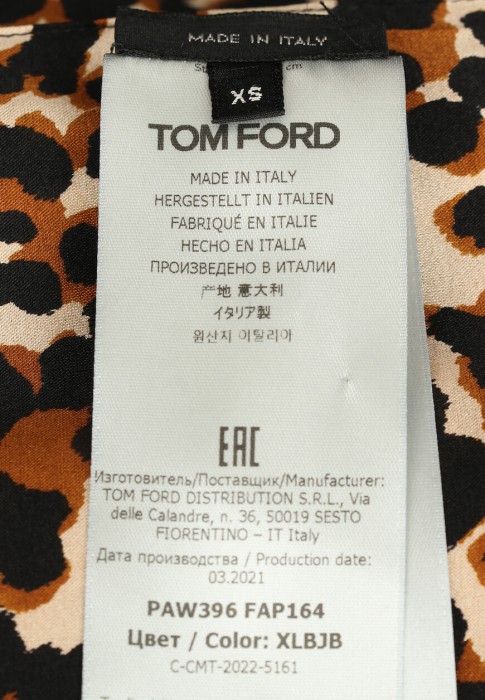 MADE IN ITALY
cm
XS
TOM FORD
MADE IN ITALY
HERGESTELLT IN ITALIEN
FABRIQUÉ EN ITALIE
HECHO EN ITALIA
ПРОИЗВЕДЕНО В ИТАЛИИ
产地 意大利
イタリア製
원산지 이탈리아
EAC
Изготовитель/Поставщик/Manufacturer:
TOM FORD DISTRIBUTION S.R.L., Via
delle Calandre, n. 36, 50019 SESTO
FIORENTINO – IT Italy
Дата производства / Production date:
03.2021
PAW396 FAP164
Цвет / Color: XLBJB
C-CMT-2022-5161